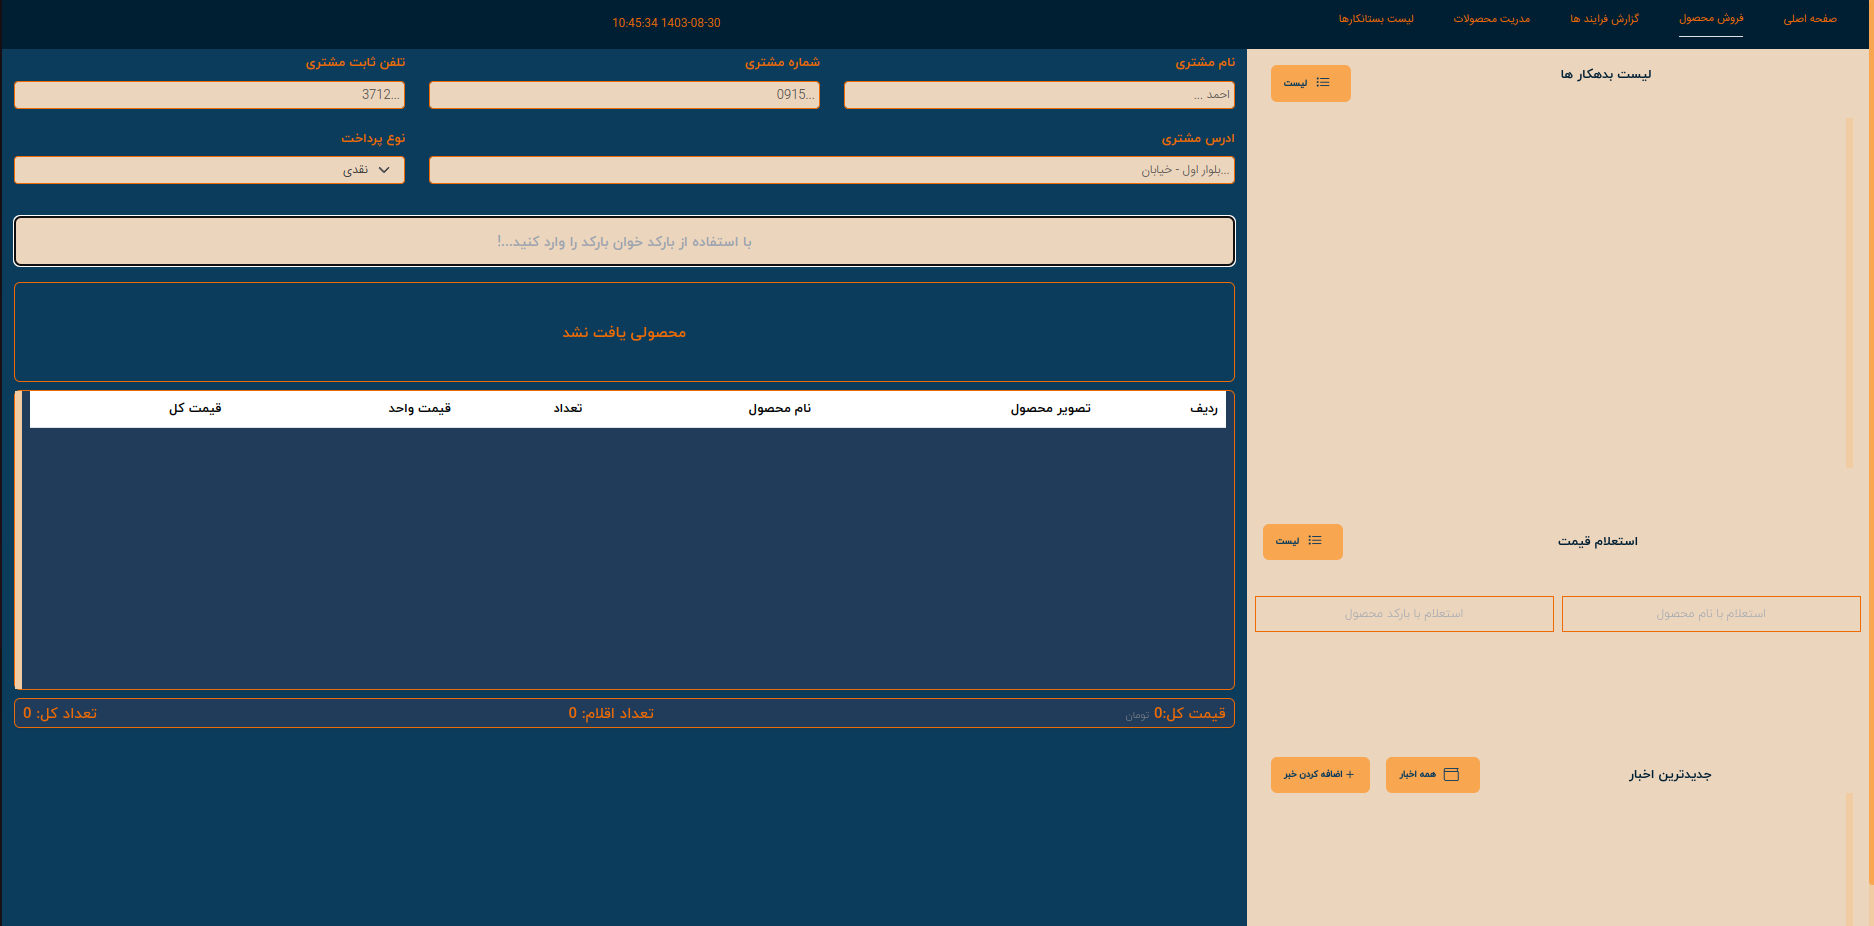 صفحه اصلی
فروش محصول
گزارش فرایند ها
مدریت محصولات
لیست بستانکارها
10:45:34 1403-08-30
لیست بدهکار ها
لیست
استعلام قیمت
لیست
استعلام با نام محصول
استعلام با بارکد محصول
جدیدترین اخبار
همه اخبار
+ اضافه کردن خبر
نام مشتری
شماره مشتری
تلفن ثابت مشتری
احمد ...
0915...
3712...
ادرس مشتری
نوع پرداخت
...بلوار اول - خیابان
نقدی
با استفاده از بارکد خوان بارکد را وارد کنید...!
محصولی یافت نشد
ردیف تصویر محصول نام محصول تعداد قیمت واحد قیمت کل
قیمت کل:0 تومان
تعداد اقلام: 0
تعداد کل: 0